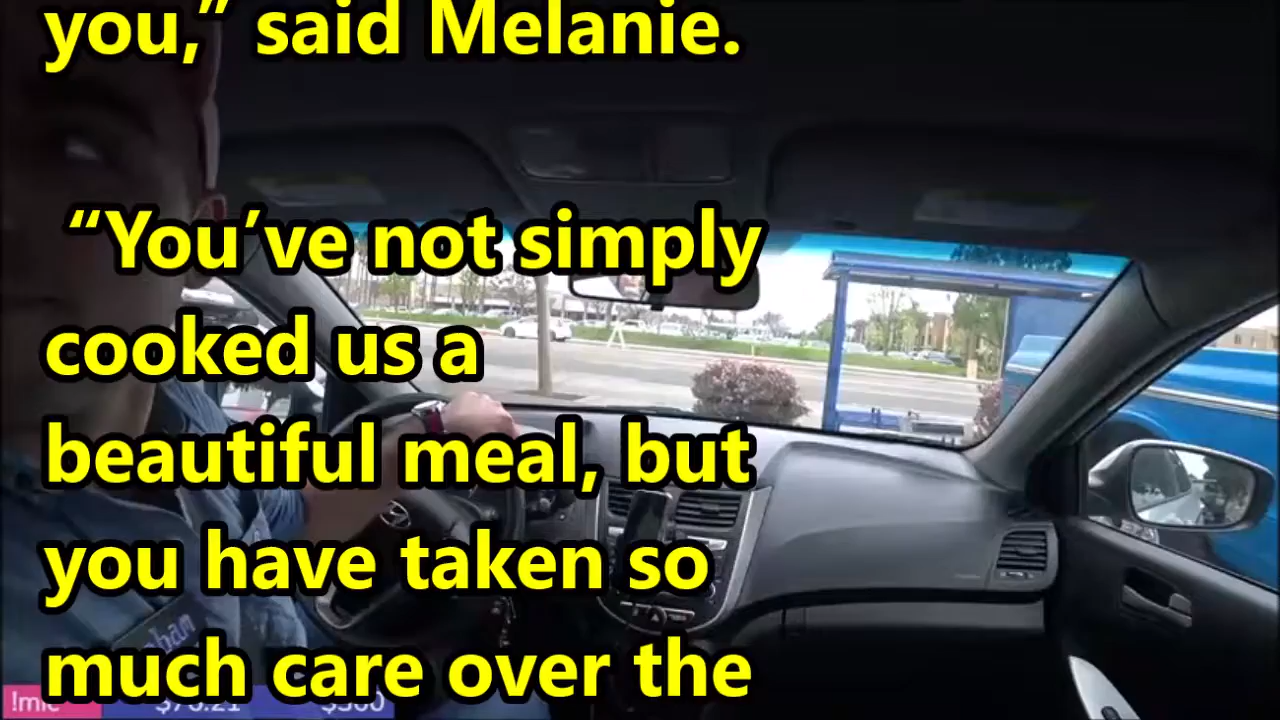 you,” said Melanie.
“You’ve not simply
cooked us a
beautiful meal, but
you have taken so
much care over the